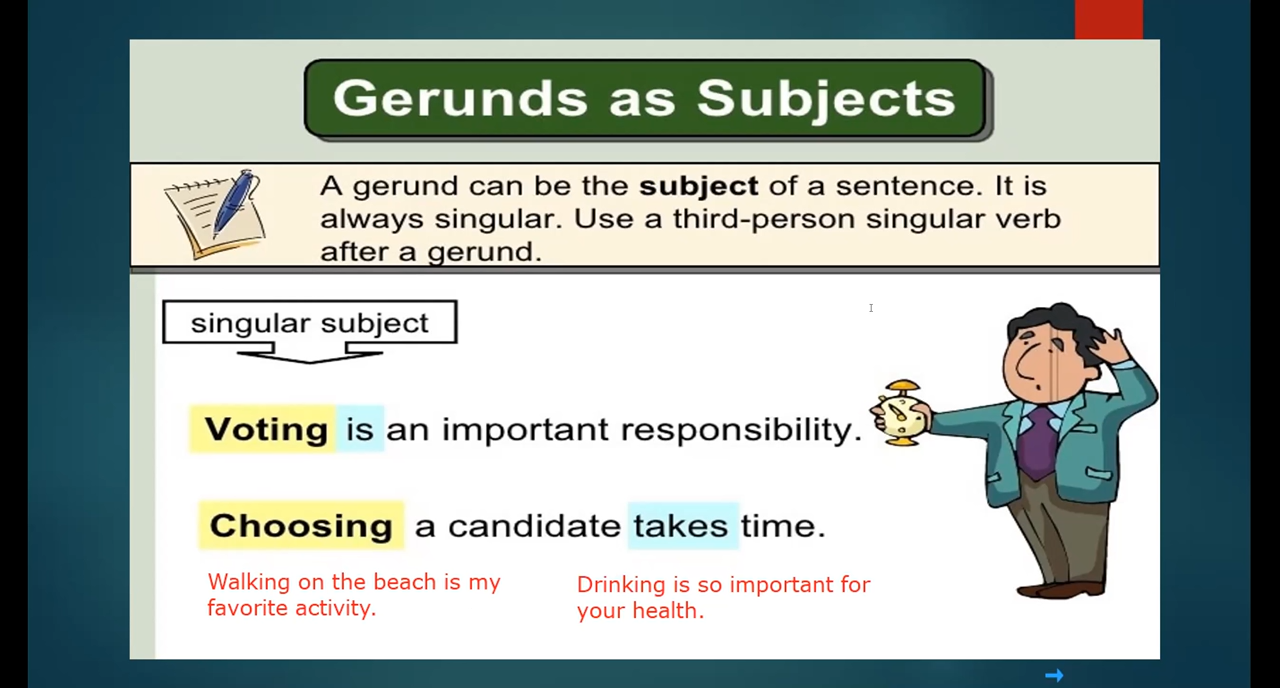 Gerunds as Subjects
A gerund can be the subject of a sentence. It is
always singular. Use a third-person singular verb
after a gerund.
singular subject
Voting is an important responsibility.
Choosing a candidate takes time.
Walking on the beach is my
favorite activity.
Drinking is so important for
your health.